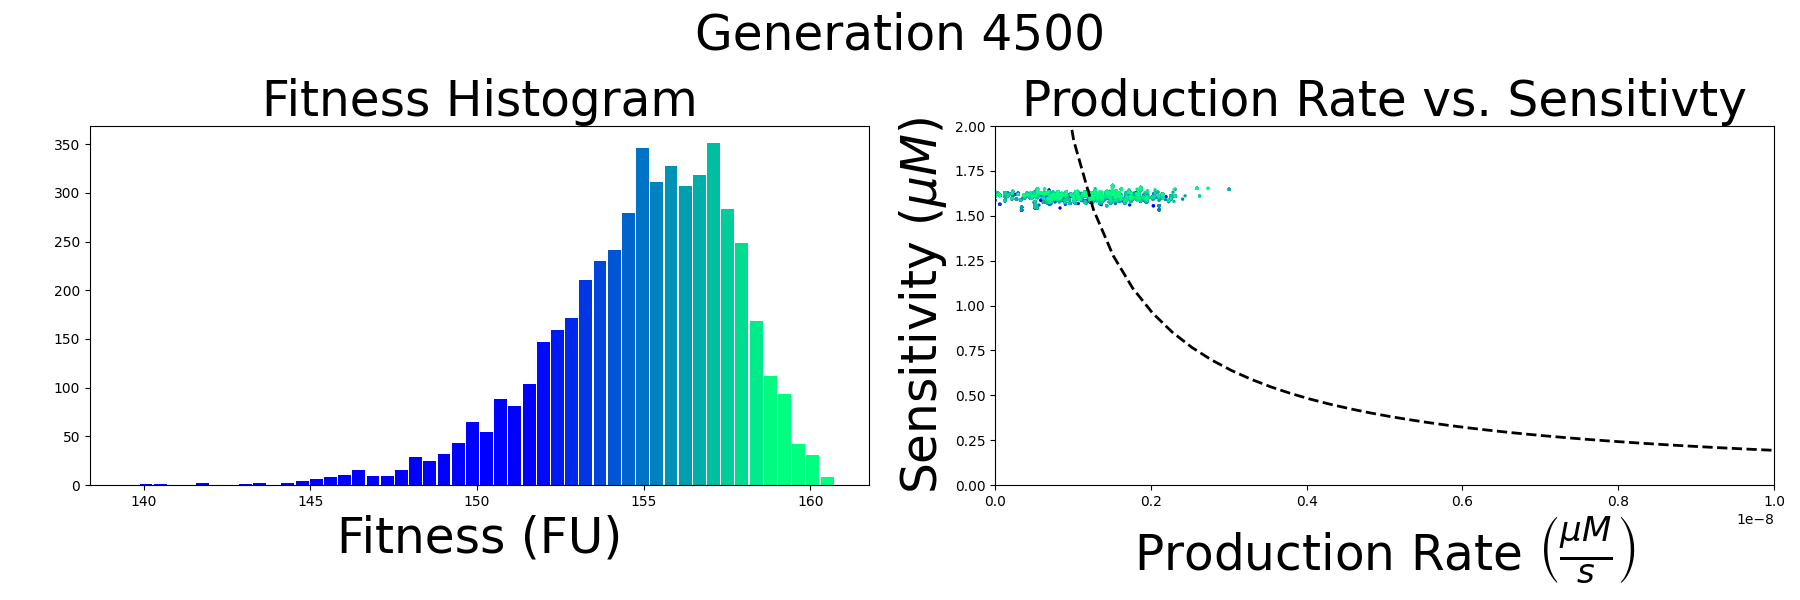 Generation 4500
Fitness Histogram
350
300
250
200
150
100
50
0
140 145 150 155 160
Fitness (FU)
Production Rate vs. Sensitivty
Sensitivity (μM)
2.00
1.75
1.50
1.25
1.00
0.75
0.50
0.25
0.00
0.0 0.2 0.4 0.6 0.8 1.0
1e−8
Production Rate (μM/s)